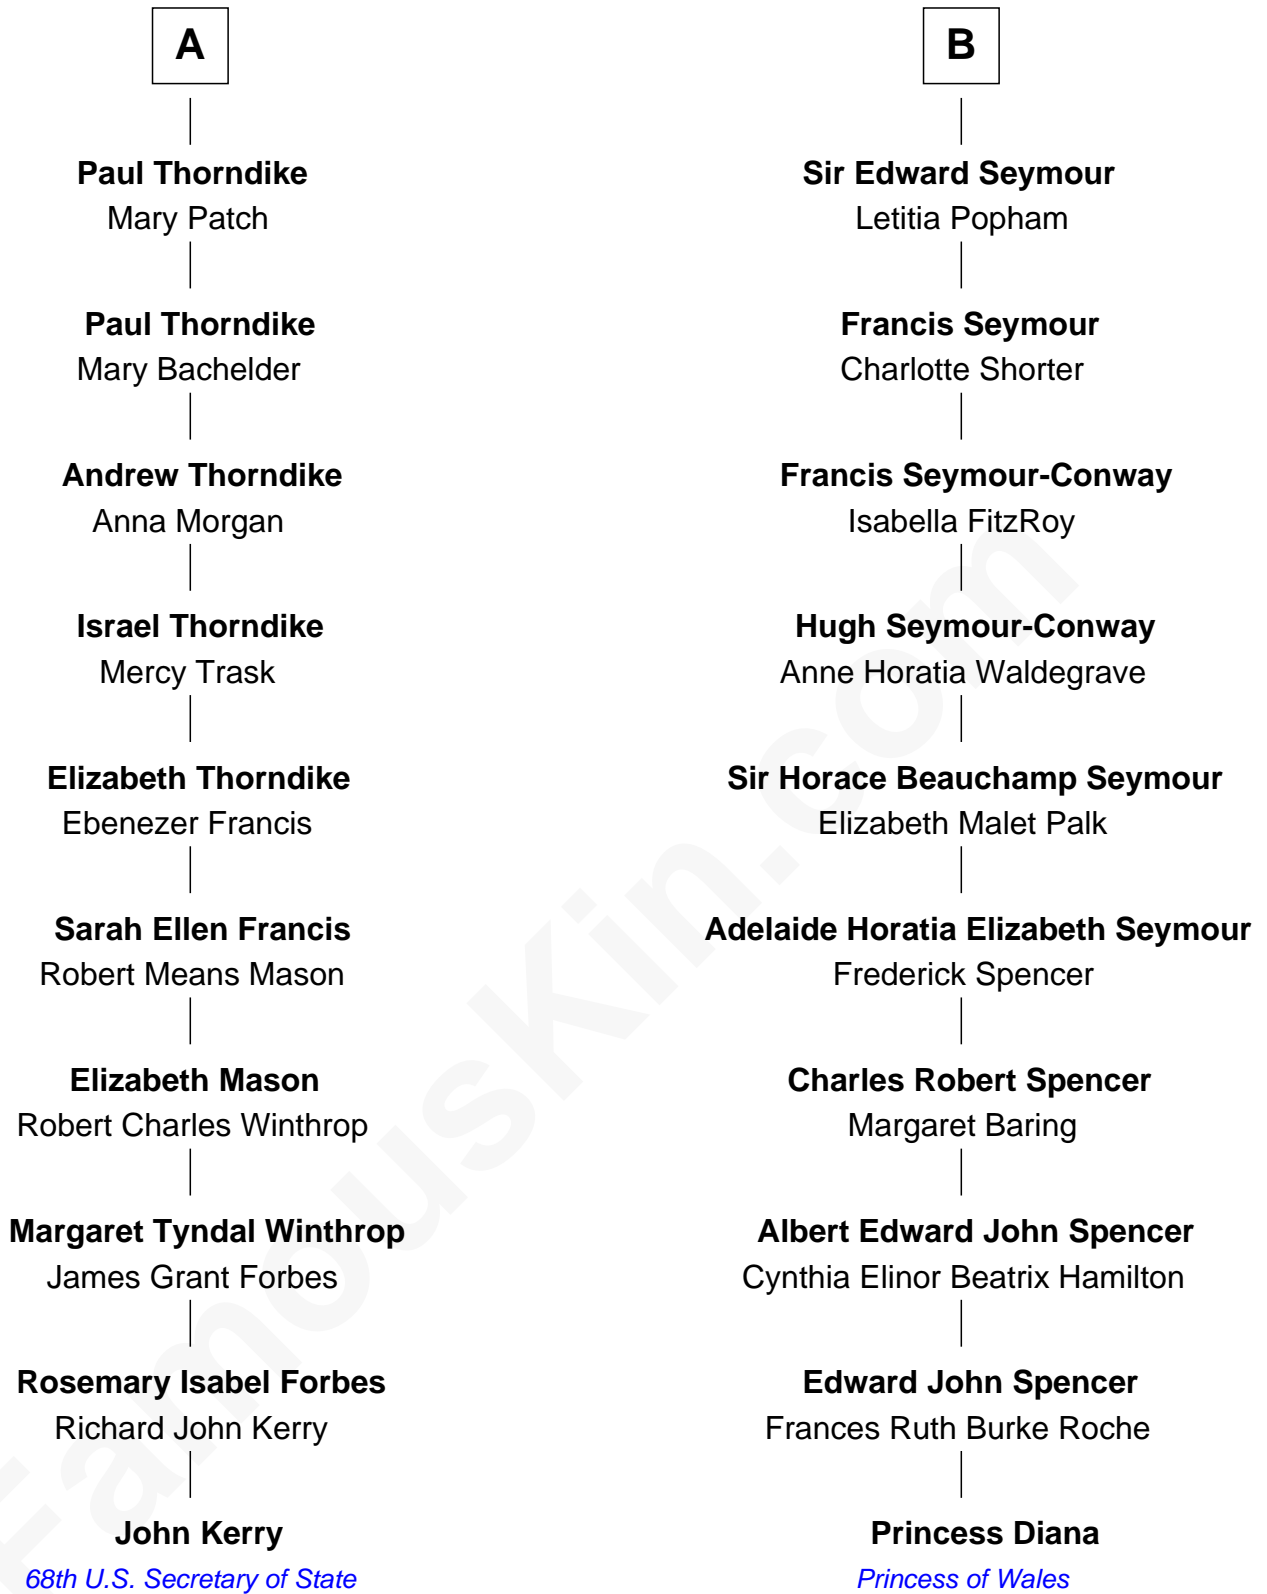 A
Paul Thorndike
Mary Patch
Paul Thorndike
Mary Bachelder
Andrew Thorndike
Anna Morgan
Israel Thorndike
Mercy Trask
Elizabeth Thorndike
Ebenezer Francis
Sarah Ellen Francis
Robert Means Mason
Elizabeth Mason
Robert Charles Winthrop
Margaret Tyndal Winthrop
James Grant Forbes
Rosemary Isabel Forbes
Richard John Kerry
John Kerry
68th U.S. Secretary of State
B
Sir Edward Seymour
Letitia Popham
Francis Seymour
Charlotte Shorter
Francis Seymour-Conway
Isabella FitzRoy
Hugh Seymour-Conway
Anne Horatia Waldegrave
Sir Horace Beauchamp Seymour
Elizabeth Malet Palk
Adelaide Horatia Elizabeth Seymour
Frederick Spencer
Charles Robert Spencer
Margaret Baring
Albert Edward John Spencer
Cynthia Elinor Beatrix Hamilton
Edward John Spencer
Frances Ruth Burke Roche
Princess Diana
Princess of Wales
FamousKin.com